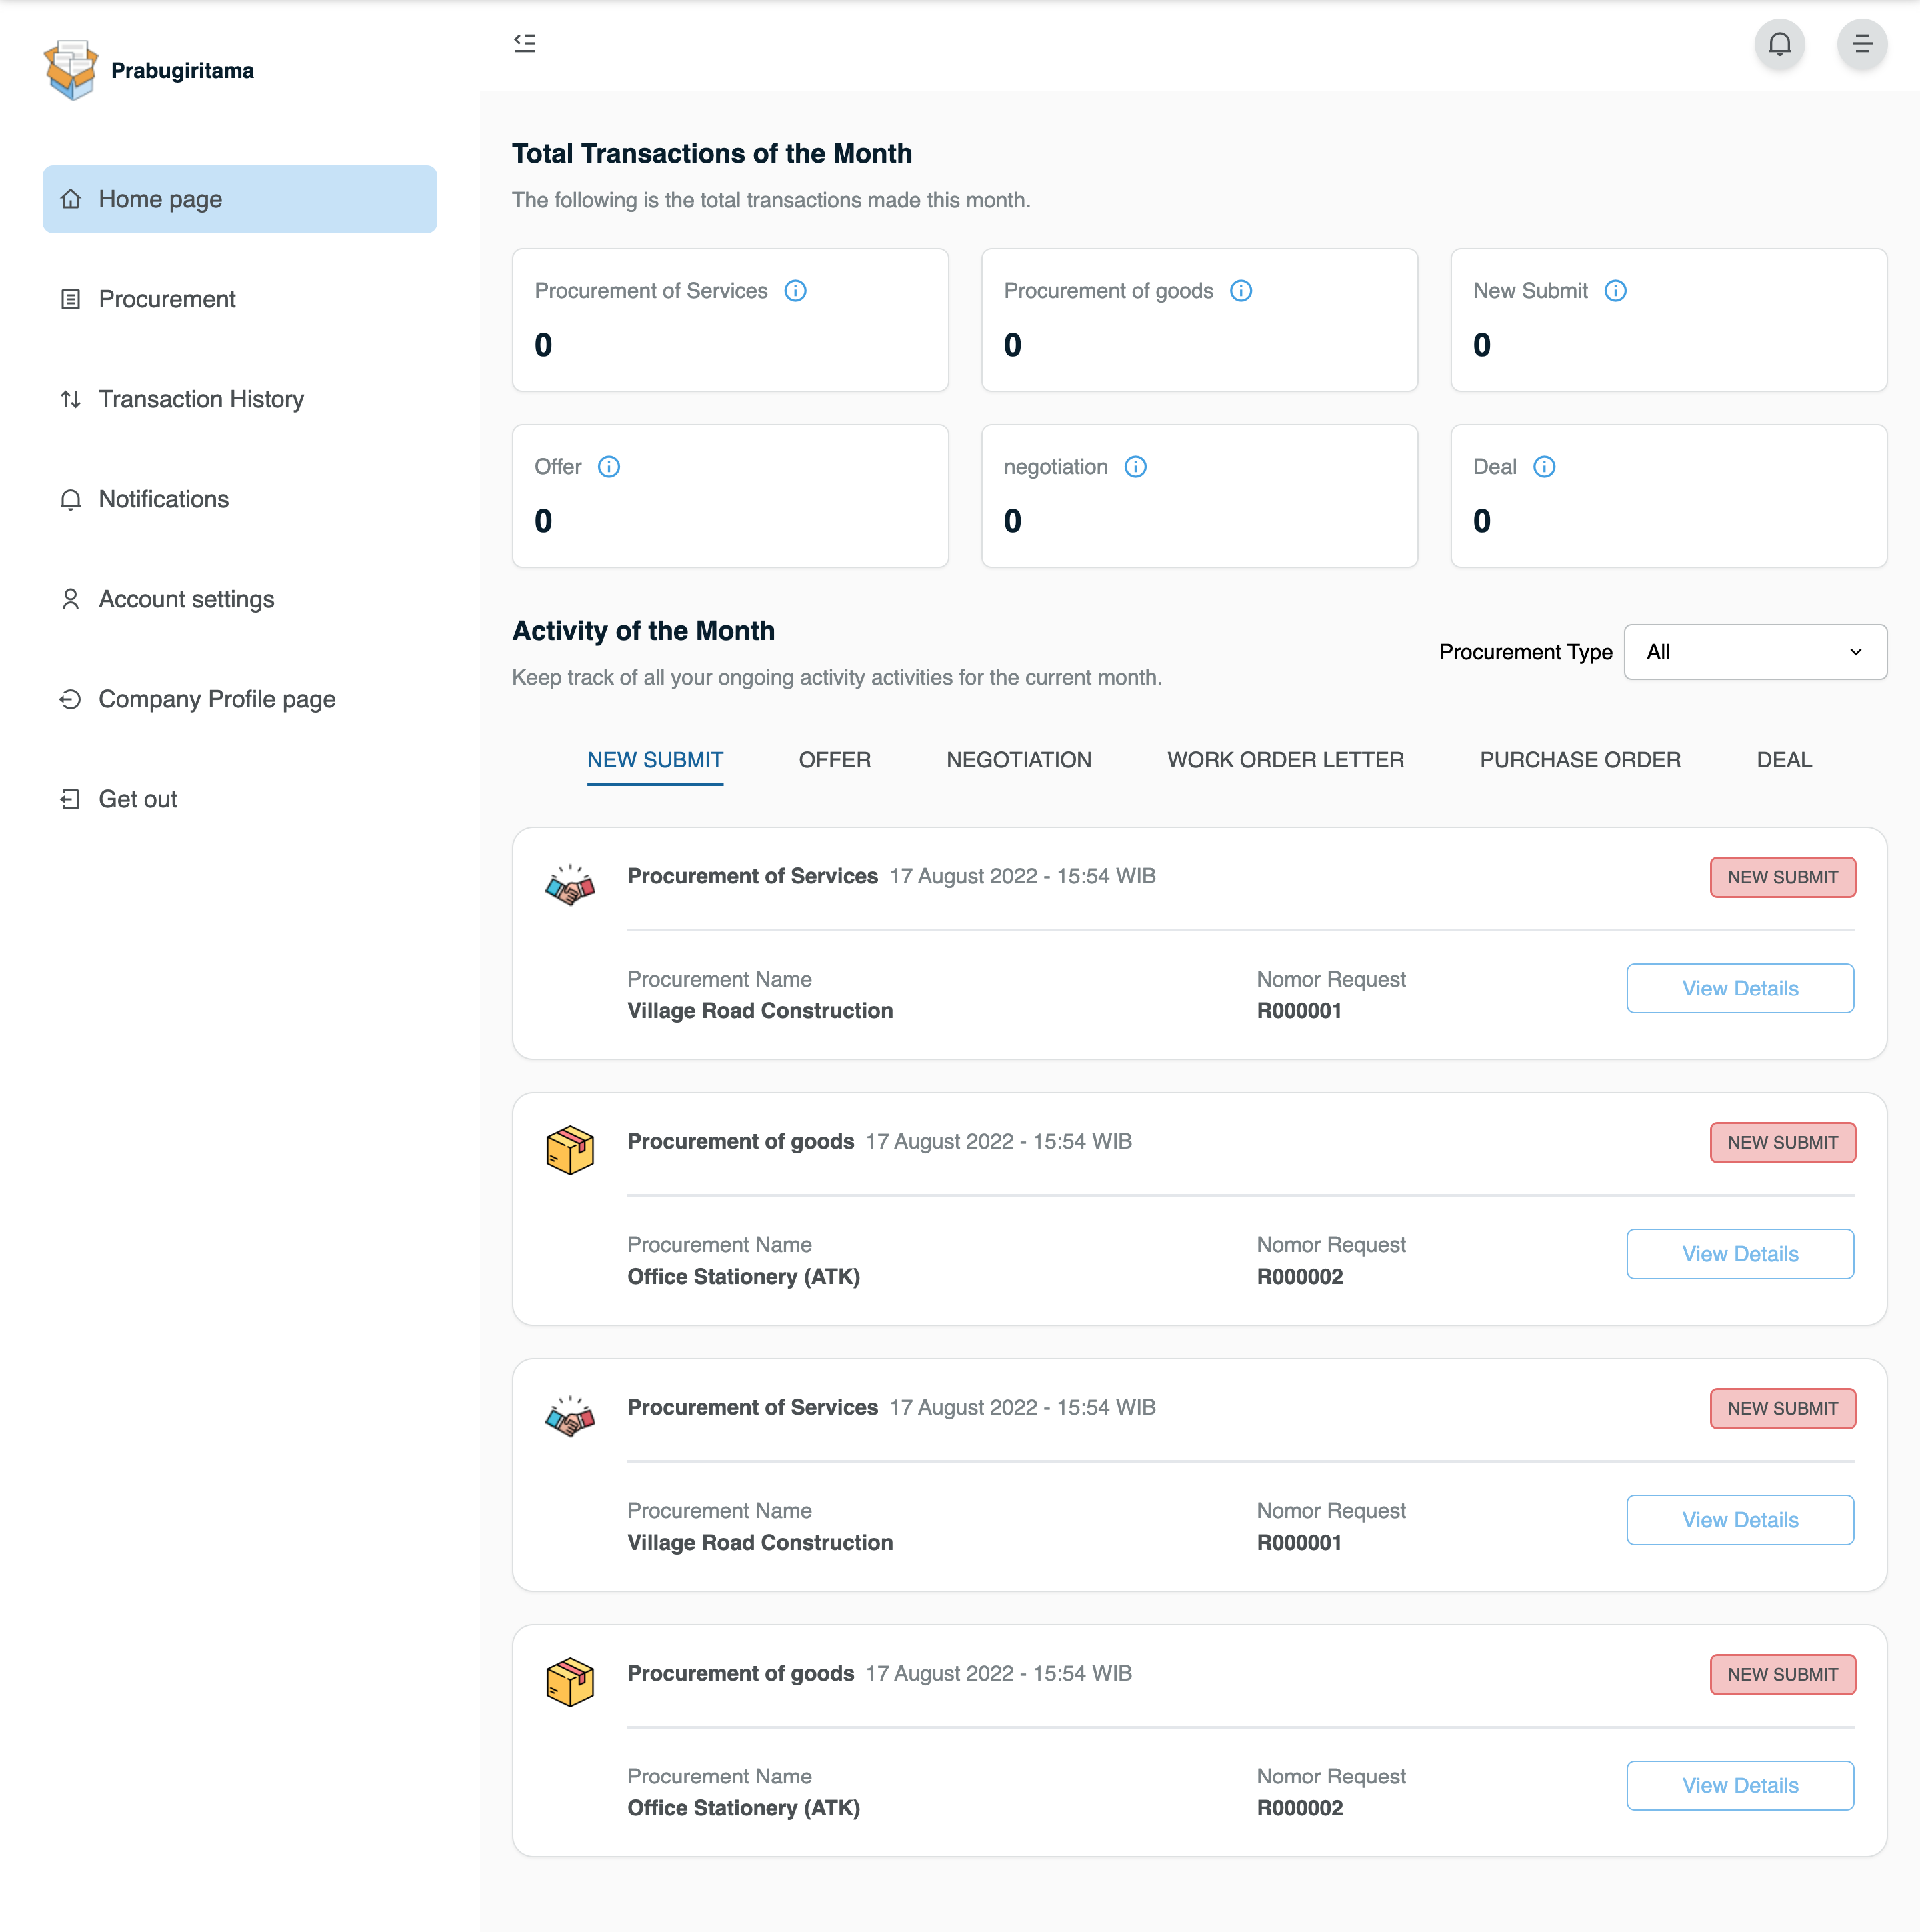 Prabugiritama
Home page
Procurement
Transaction History
Notifications
Account settings
Company Profile page
Get out
Total Transactions of the Month
The following is the total transactions made this month.
Procurement of Services
0
Procurement of goods
0
New Submit
0
Offer
0
negotiation
0
Deal
0
Activity of the Month
Keep track of all your ongoing activity activities for the current month.
Procurement Type All
NEW SUBMIT OFFER NEGOTIATION WORK ORDER LETTER PURCHASE ORDER DEAL
Procurement of Services 17 August 2022 - 15:54 WIB NEW SUBMIT
Procurement Name Nomor Request
Village Road Construction R000001
View Details
Procurement of goods 17 August 2022 - 15:54 WIB NEW SUBMIT
Procurement Name Nomor Request
Office Stationery (ATK) R000002
View Details
Procurement of Services 17 August 2022 - 15:54 WIB NEW SUBMIT
Procurement Name Nomor Request
Village Road Construction R000001
View Details
Procurement of goods 17 August 2022 - 15:54 WIB NEW SUBMIT
Procurement Name Nomor Request
Office Stationery (ATK) R000002
View Details